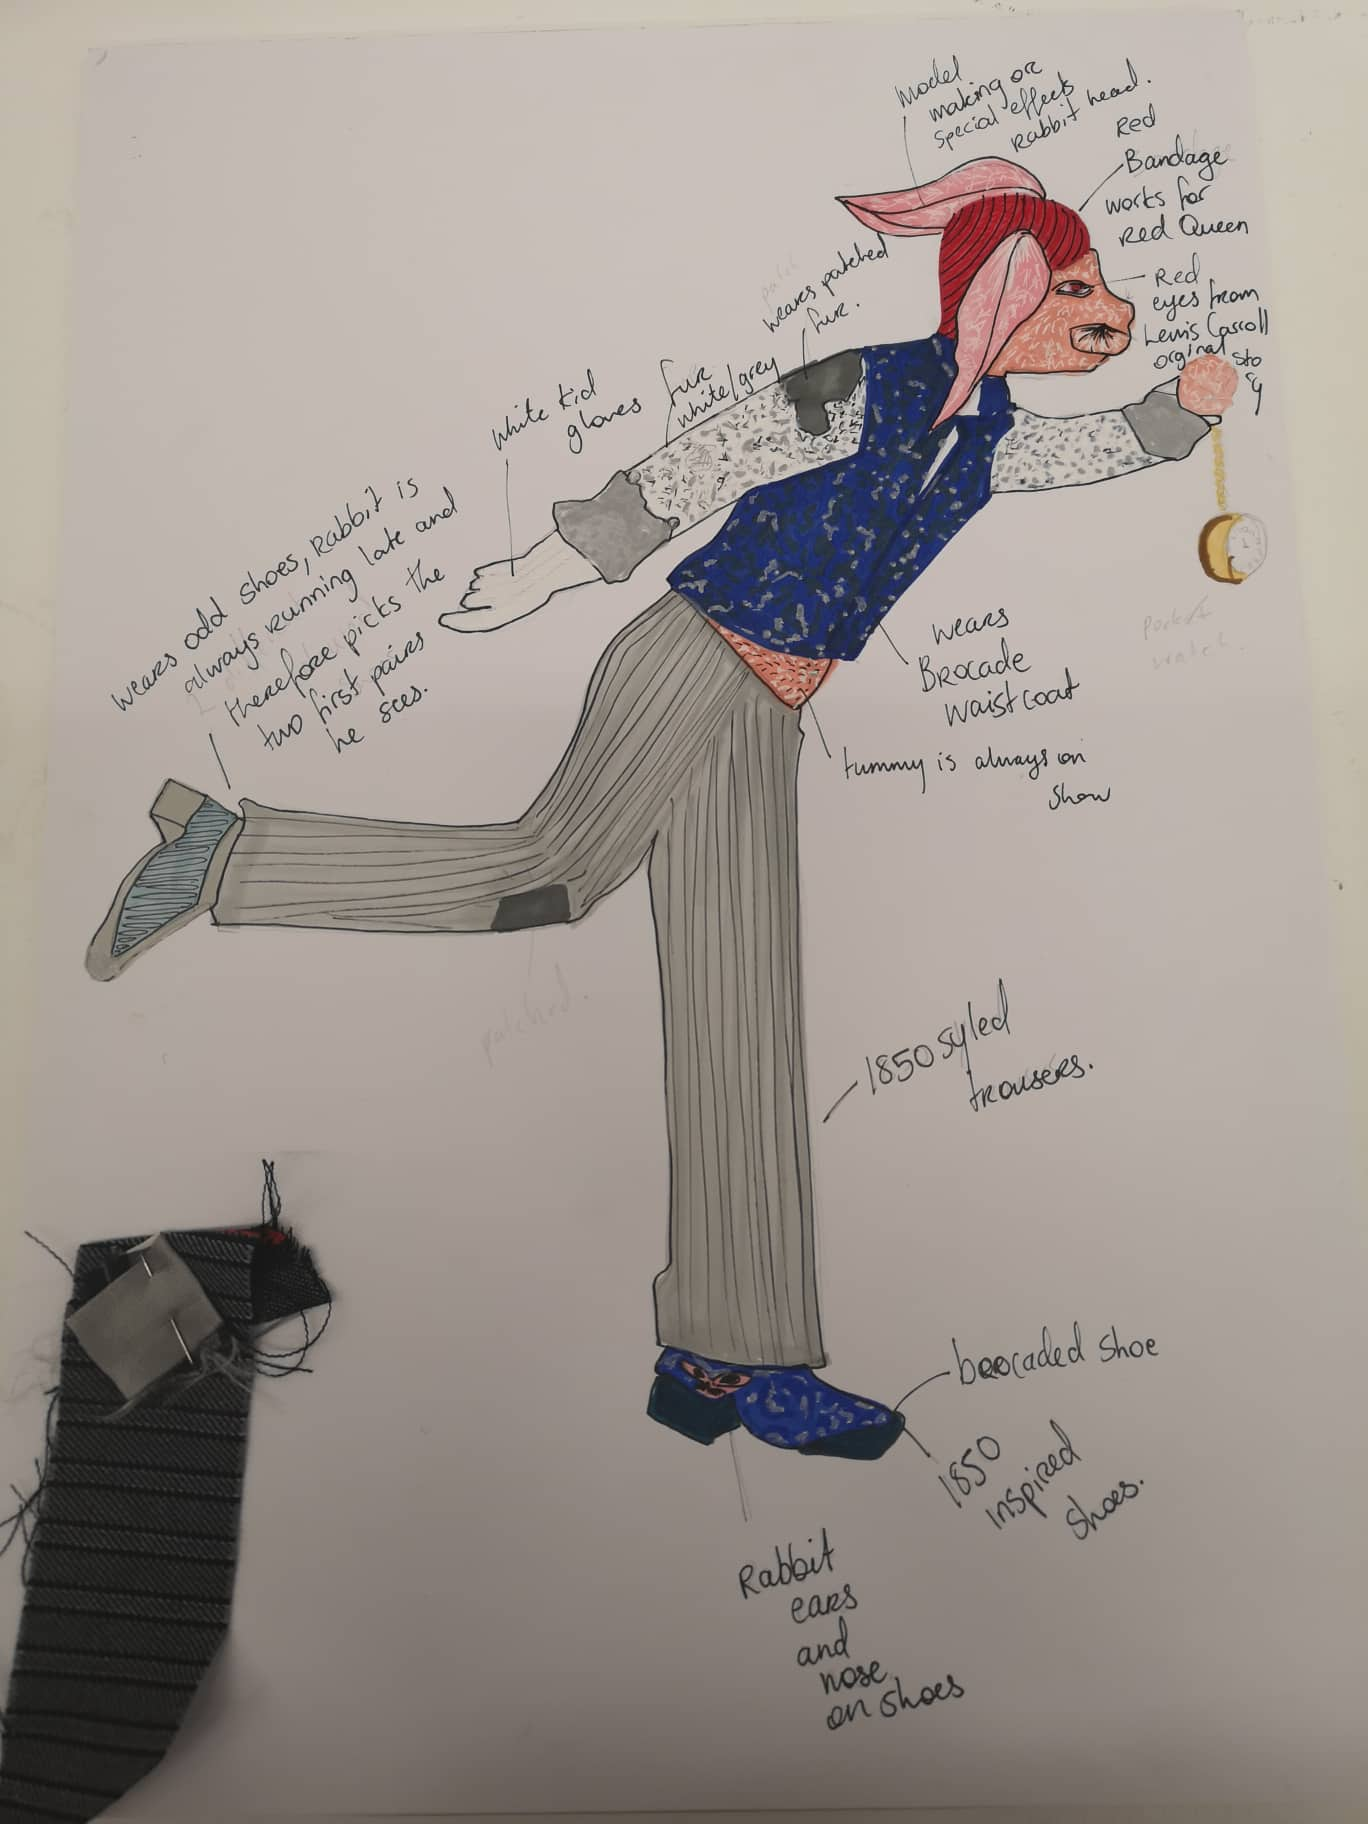 Model
making or
special effects
Rabbit head.
Red
Bandage
works for
red Queen
Red
eyes from
Lewis Carroll
orginal sto
ry
patch
wears patched
fur.
fur
white/grey
white kid
gloves
wears odd shoes, Rabbit is
always running late and
therefore picks the
two first pairs
he sees.
pocket
watch.
wears
Brocade
Waistcoat
tummy is always on
show
patched.
1850 syled
trousers.
brocaded shoe
1850
inspired
shoes.
Rabbit
ears
and
nose
on shoes